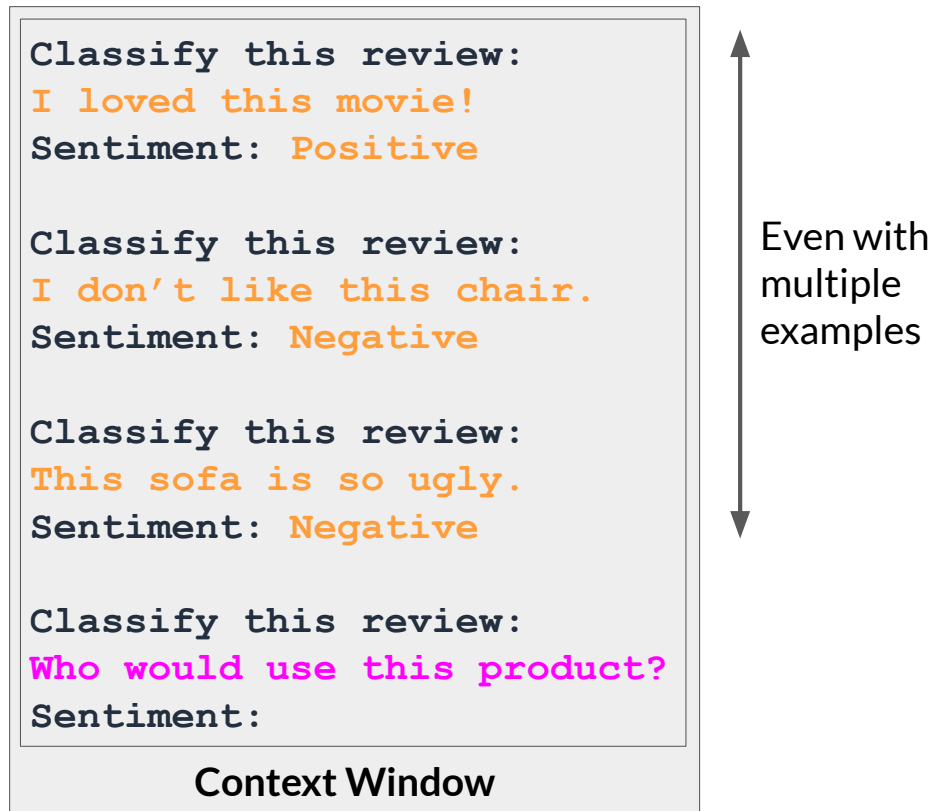 Classify this review:
I loved this movie!
Sentiment: Positive
Classify this review:
I don’t like this chair.
Sentiment: Negative
Classify this review:
This sofa is so ugly.
Sentiment: Negative
Classify this review:
Who would use this product?
Sentiment:
Context Window
Even with
multiple
examples